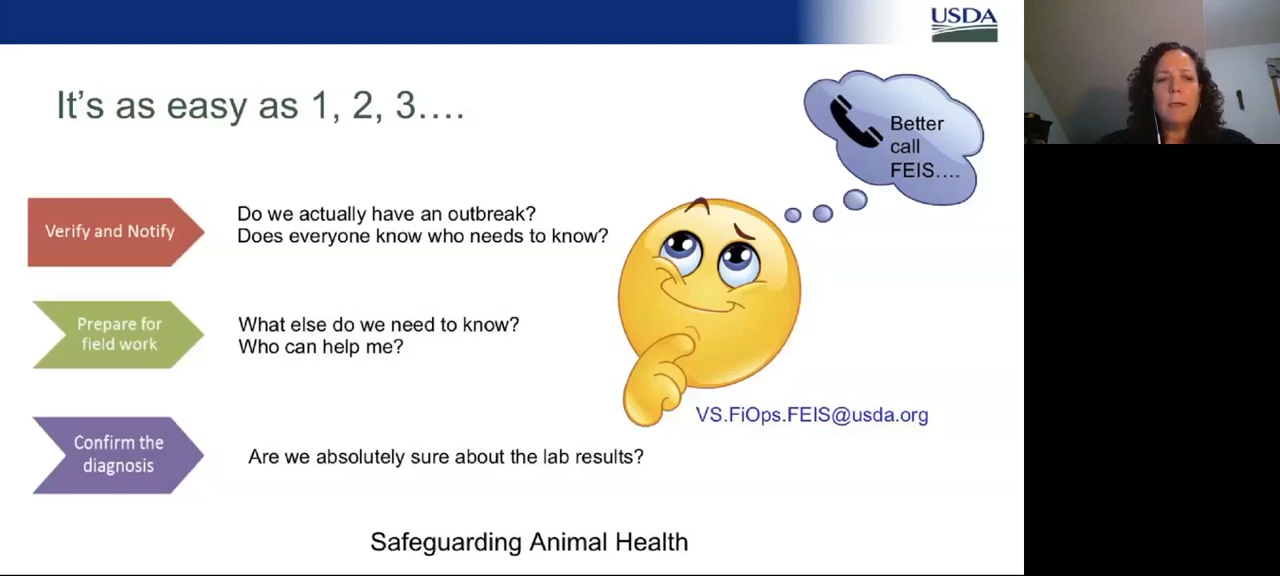 USDA
It's as easy as 1, 2, 3....
Better
call
FEIS....
Verify and Notify
Do we actually have an outbreak?
Does everyone know who needs to know?
Prepare for
field work
What else do we need to know?
Who can help me?
VS.FiOps.FEIS@usda.org
Confirm the
diagnosis
Are we absolutely sure about the lab results?
Safeguarding Animal Health